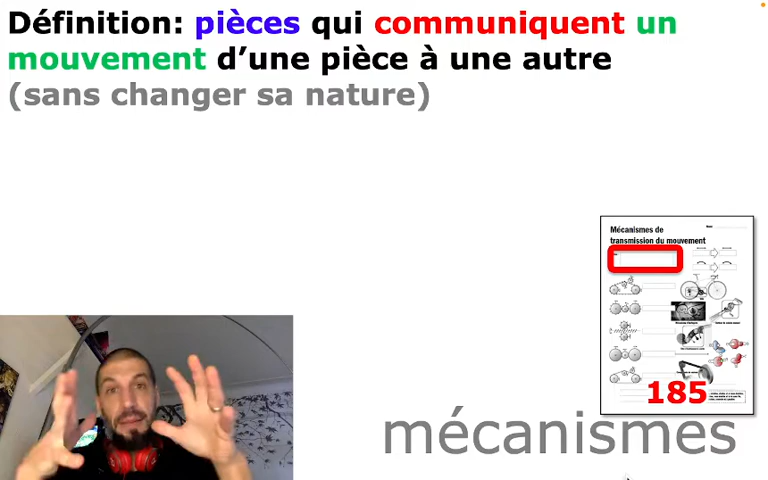 Définition: pièces qui communiquent un
mouvement d’une pièce à une autre
(sans changer sa nature)
Mécanismes de
transmission du mouvement
185
mécanismes